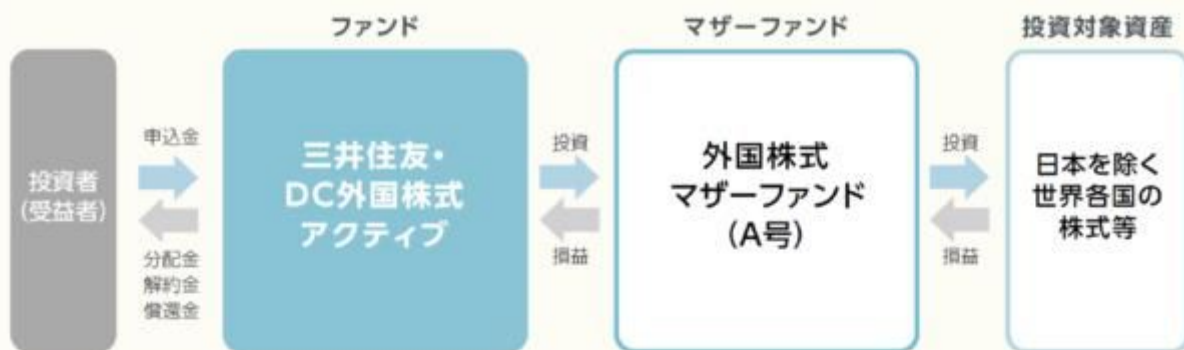 ファンド
マザーファンド
投資対象資産
投資者
(受益者)
申込金
分配金
解約金
償還金
三井住友・
DC外国株式
アクティブ
投資
損益
外国株式
マザーファンド
(A号)
投資
損益
日本を除く
世界各国の
株式等